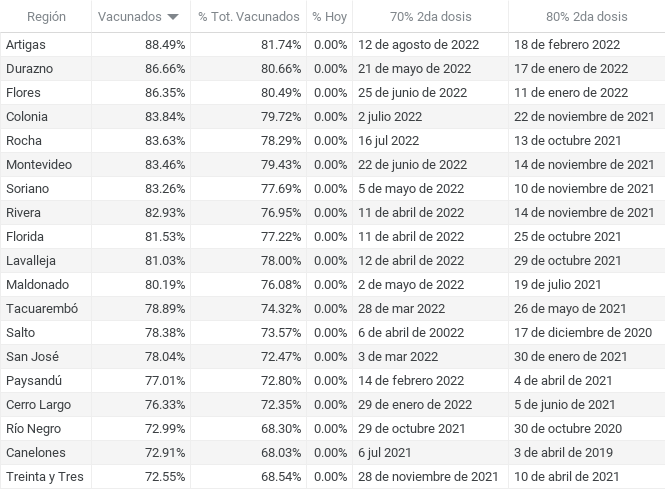 Región Vacunados % Tot. Vacunados % Hoy 70% 2da dosis 80% 2da dosis
Artigas 88.49% 81.74% 0.00% 12 de agosto de 2022 18 de febrero 2022
Durazno 86.66% 80.66% 0.00% 21 de mayo de 2022 17 de enero de 2022
Flores 86.35% 80.49% 0.00% 25 de junio de 2022 11 de enero de 2022
Colonia 83.84% 79.72% 0.00% 2 julio 2022 22 de noviembre de 2021
Rocha 83.63% 78.29% 0.00% 16 jul 2022 13 de octubre 2021
Montevideo 83.46% 79.43% 0.00% 22 de junio de 2022 14 de noviembre de 2021
Soriano 83.26% 77.69% 0.00% 5 de mayo de 2022 10 de noviembre de 2021
Rivera 82.93% 76.95% 0.00% 11 de abril de 2022 14 de noviembre de 2021
Florida 81.53% 77.22% 0.00% 11 de abril de 2022 25 de octubre 2021
Lavalleja 81.03% 78.00% 0.00% 12 de abril de 2022 29 de octubre 2021
Maldonado 80.19% 76.08% 0.00% 2 de mayo de 2022 19 de julio 2021
Tacuarembó 78.89% 74.32% 0.00% 28 de mar 2022 26 de mayo de 2021
Salto 78.38% 73.57% 0.00% 6 de abril de 20022 17 de diciembre de 2020
San José 78.04% 72.47% 0.00% 3 de mar 2022 30 de enero de 2021
Paysandú 77.01% 72.80% 0.00% 14 de febrero 2022 4 de abril de 2021
Cerro Largo 76.33% 72.35% 0.00% 29 de enero de 2022 5 de junio de 2021
Río Negro 72.99% 68.30% 0.00% 29 de octubre 2021 30 de octubre 2020
Canelones 72.91% 68.03% 0.00% 6 jul 2021 3 de abril de 2019
Treinta y Tres 72.55% 68.54% 0.00% 28 de noviembre de 2021 10 de abril de 2021